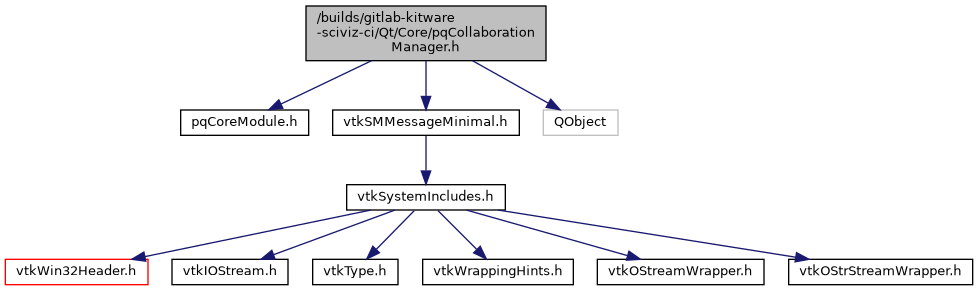 /builds/gitlab-kitware
-sciviz-ci/Qt/Core/pqCollaboration
Manager.h
pqCoreModule.h
vtkSMMessageMinimal.h
QObject
vtkSystemIncludes.h
vtkWin32Header.h
vtkIOStream.h
vtkType.h
vtkWrappingHints.h
vtkOStreamWrapper.h
vtkOStrStreamWrapper.h